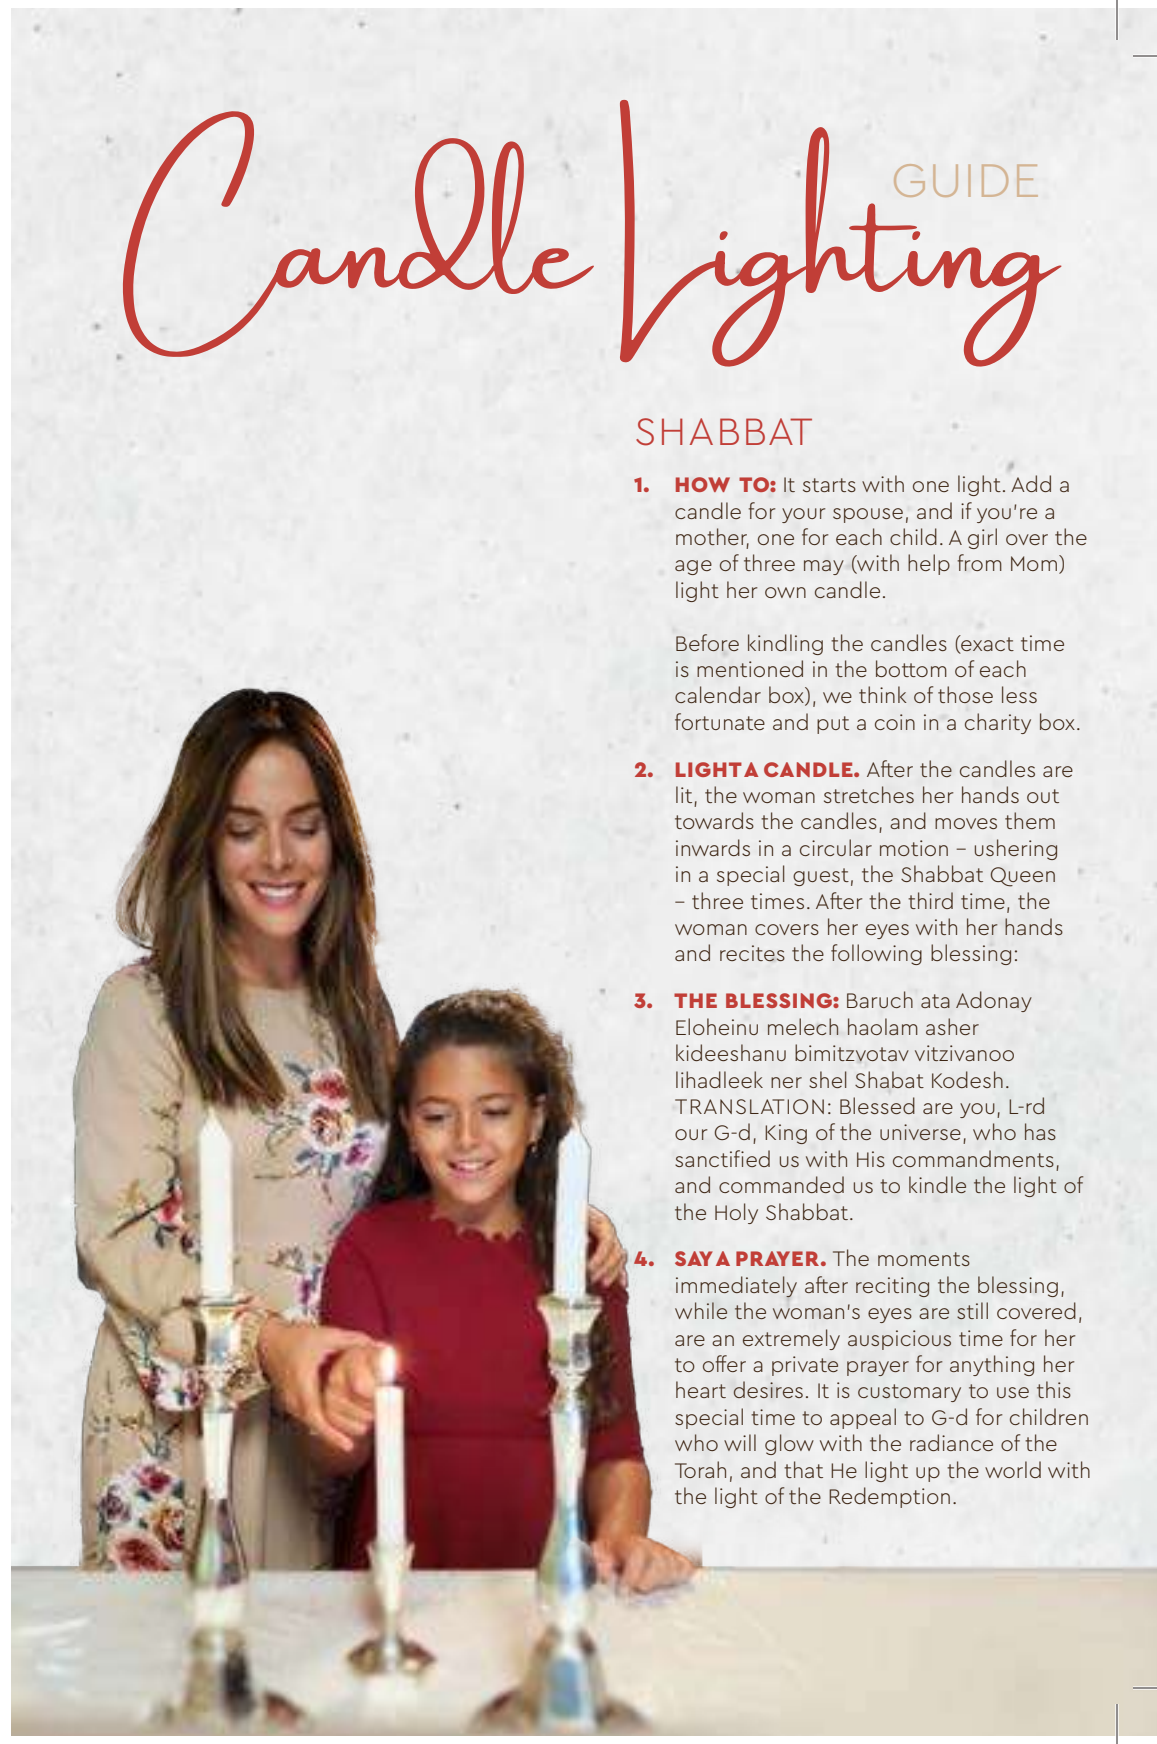 GUIDE
Candle Lighting
SHABBAT
1. HOW TO: It starts with one light. Add a
candle for your spouse, and if you're a
mother, one for each child. A girl over the
age of three may (with help from Mom)
light her own candle.
Before kindling the candles (exact time
is mentioned in the bottom of each
calendar box), we think of those less
fortunate and put a coin in a charity box.
2. LIGHT A CANDLE. After the candles are
lit, the woman stretches her hands out
towards the candles, and moves them
inwards in a circular motion – ushering
in a special guest, the Shabbat Queen
– three times. After the third time, the
woman covers her eyes with her hands
and recites the following blessing:
3. THE BLESSING: Baruch ata Adonay
Eloheinu melech haolam asher
kideeshanu bimitzvotav vitzivanoo
lihadleek ner shel Shabat Kodesh.
TRANSLATION: Blessed are you, L-rd
our G-d, King of the universe, who has
sanctified us with His commandments,
and commanded us to kindle the light of
the Holy Shabbat.
4. SAY A PRAYER. The moments
immediately after reciting the blessing,
while the woman's eyes are still covered,
are an extremely auspicious time for her
to offer a private prayer for anything her
heart desires. It is customary to use this
special time to appeal to G-d for children
who will glow with the radiance of the
Torah, and that He light up the world with
the light of the Redemption.